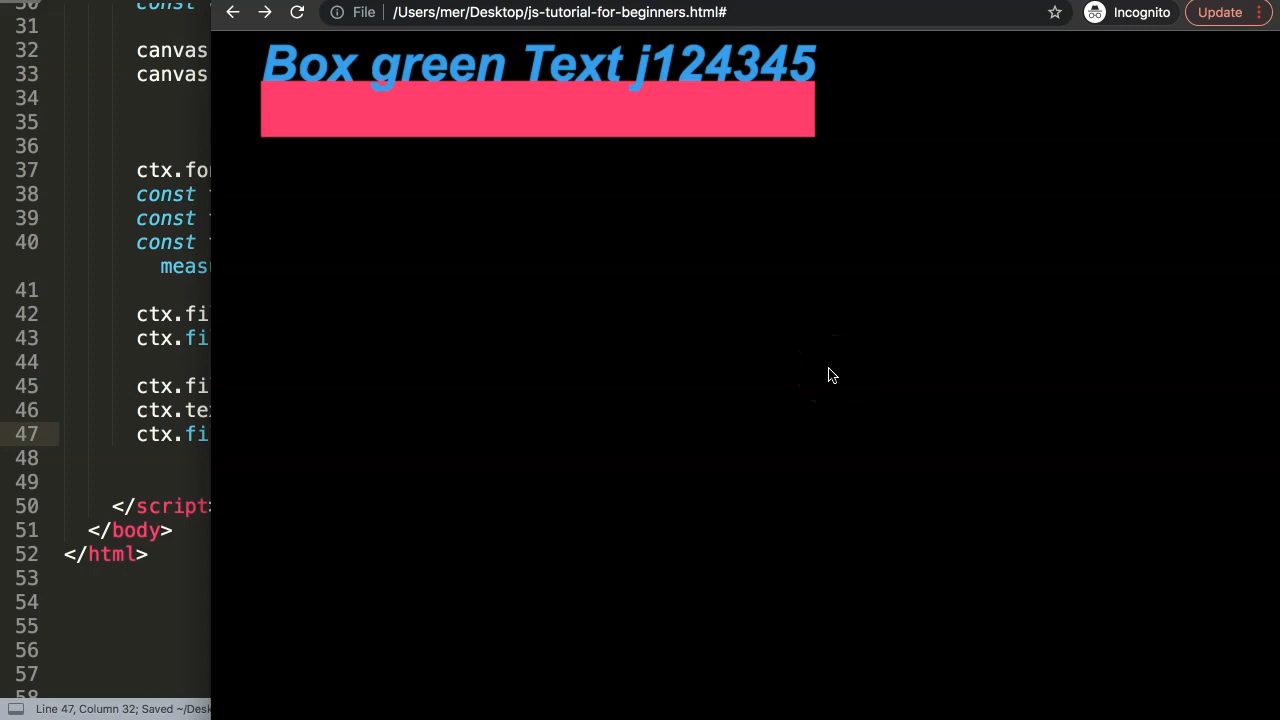 30 const
31
32 canvas
33 canvas
34
35
36
37 ctx.fo
38 const
39 const
40 const
meas
41
42 ctx.fi
43 ctx.fi
44
45 ctx.fi
46 ctx.te
47 ctx.fi
48
49
50 </script>
51 </body>
52 </html>
53
54
55
56
57
58
Line 47, Column 32; Saved ~/Desk
File /Users/mer/Desktop/js-tutorial-for-beginners.html#
Incognito
Update
Box green Text j124345